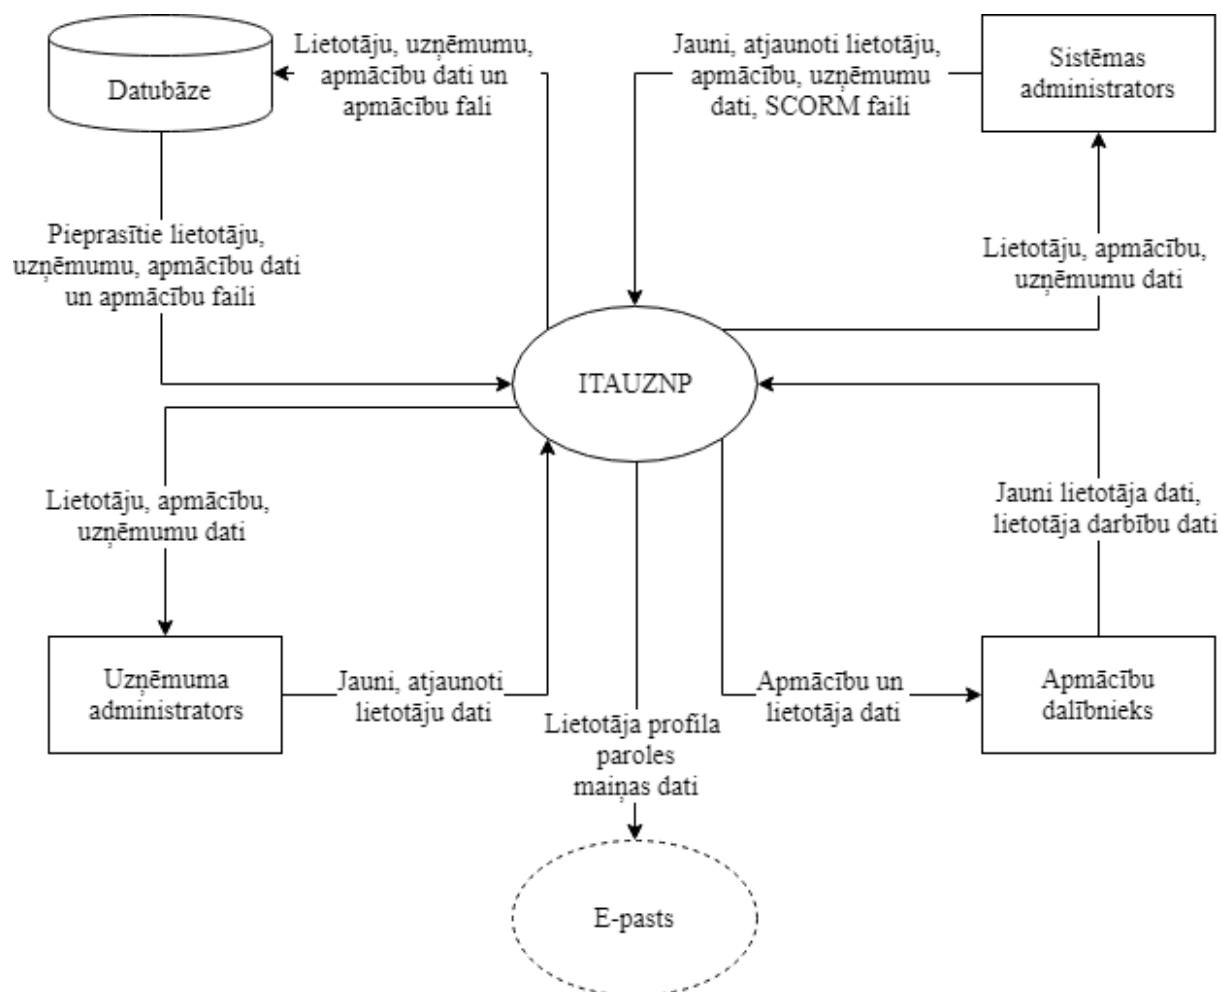 Datubāze
Lietotāju, uzņēmumu,
apmācību dati un
apmācību fali
Jauni, atjaunoti lietotāju,
apmācību, uzņēmumu
dati, SCORM faili
Sistēmas
administrators
Pieprasītie lietotāju,
uzņēmumu, apmācību dati
un apmācību faili
Lietotāju, apmācību,
uzņēmumu dati
ITAUZNP
Lietotāju, apmācību,
uzņēmumu dati
Jauni lietotāja dati,
lietotāja darbību dati
Uzņēmuma
administrators
Jauni, atjaunoti
lietotāju dati
Lietotāja profila
paroles
maiņas dati
Apmācību un
lietotāja dati
Apmācību
dalībnieks
E-pasts